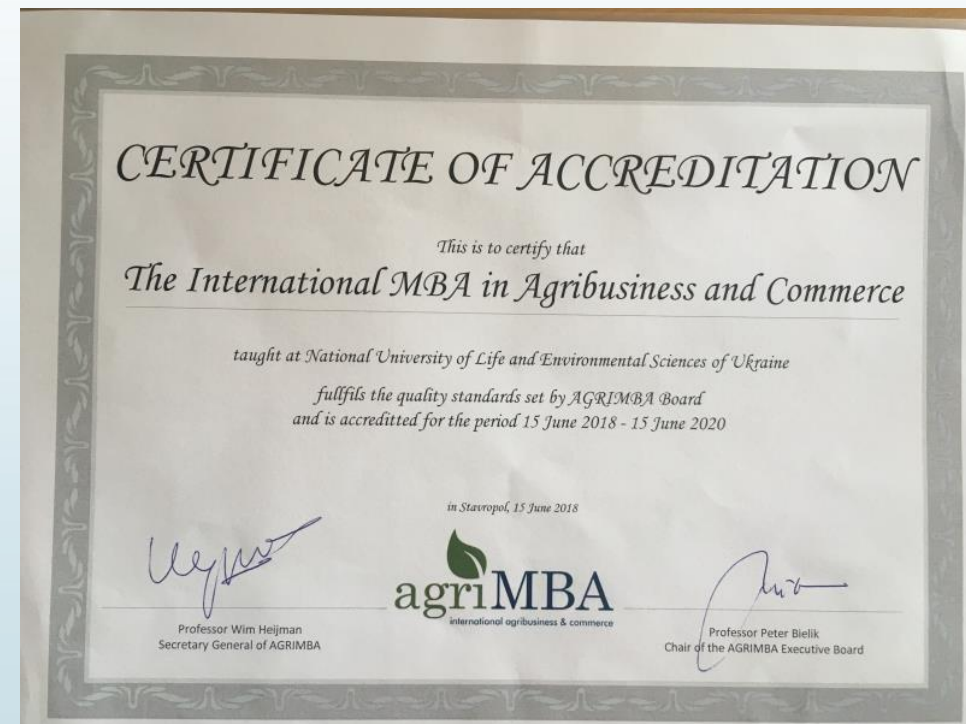 CERTIFICATE OF ACCREDITATION
This is to certify that
The International MBA in Agribusiness and Commerce
taught at National University of Life and Environmental Sciences of Ukraine
fullfils the quality standards set by AGRIMBA Board
and is accreditted for the period 15 June 2018 - 15 June 2020
in Stavropol, 15 June 2018
agriMBA
international agribusiness & commerce
Professor Wim Heijman
Secretary General of AGRIMBA
Professor Peter Bielik
Chair of the AGRIMBA Executive Board